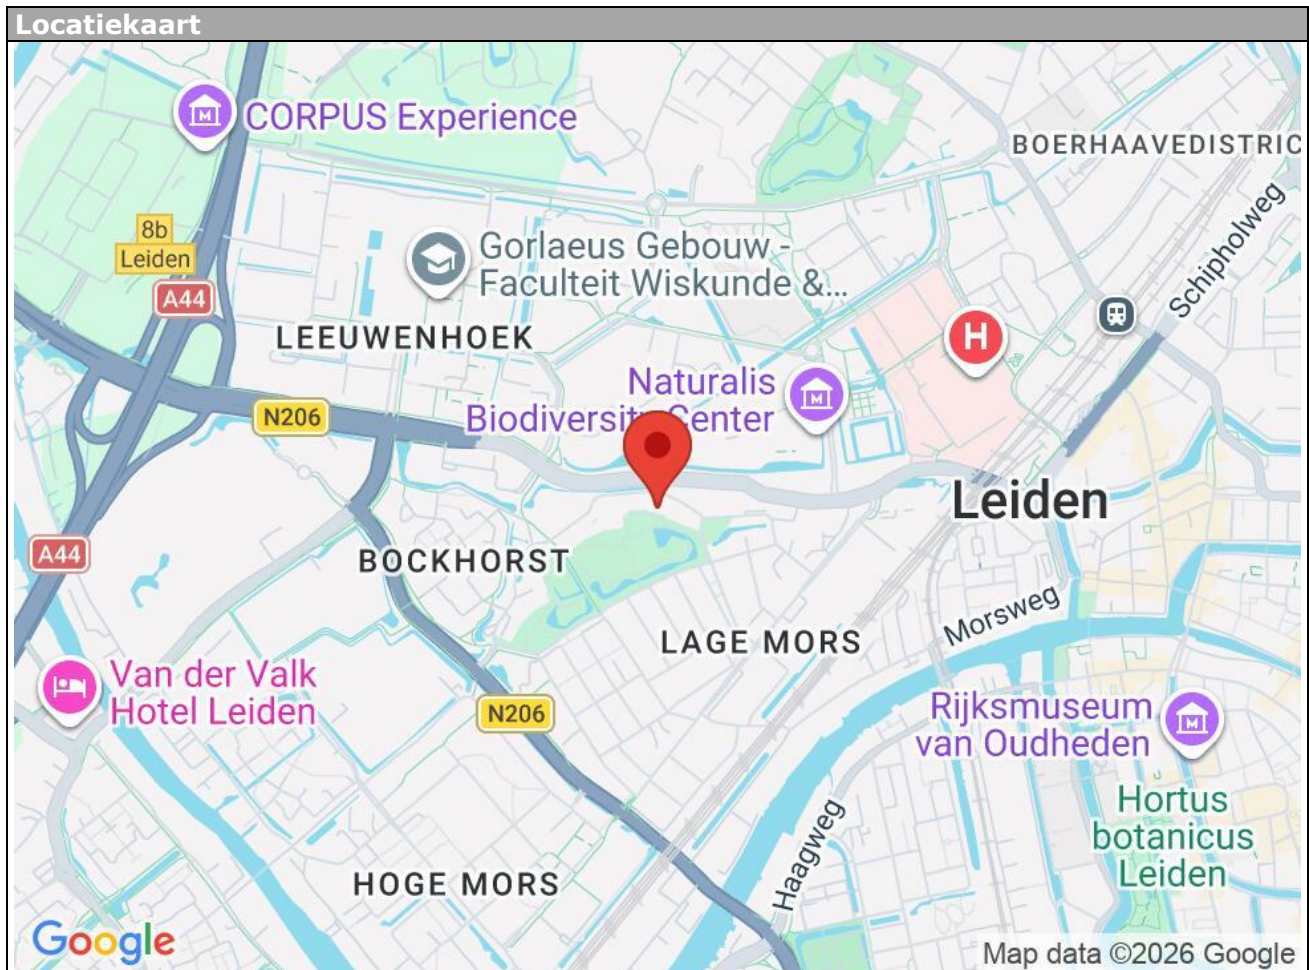 Locatiekaart
CORPUS Experience
BOERHAAVEDISTRIC
8b
Leiden
A44
Gorlaeus Gebouw -
Faculteit Wiskunde &...
Schipholweg
LEEUWENHOEK
H
Naturalis
Biodiversity Center
N206
Leiden
A44
BOCKHORST
Morsweg
LAGE MORS
Van der Valk
Hotel Leiden
N206
Rijksmuseum
van Oudheden
Hortus
botanicus
Leiden
Haagweg
HOGE MORS
Google
Map data ©2026 Google